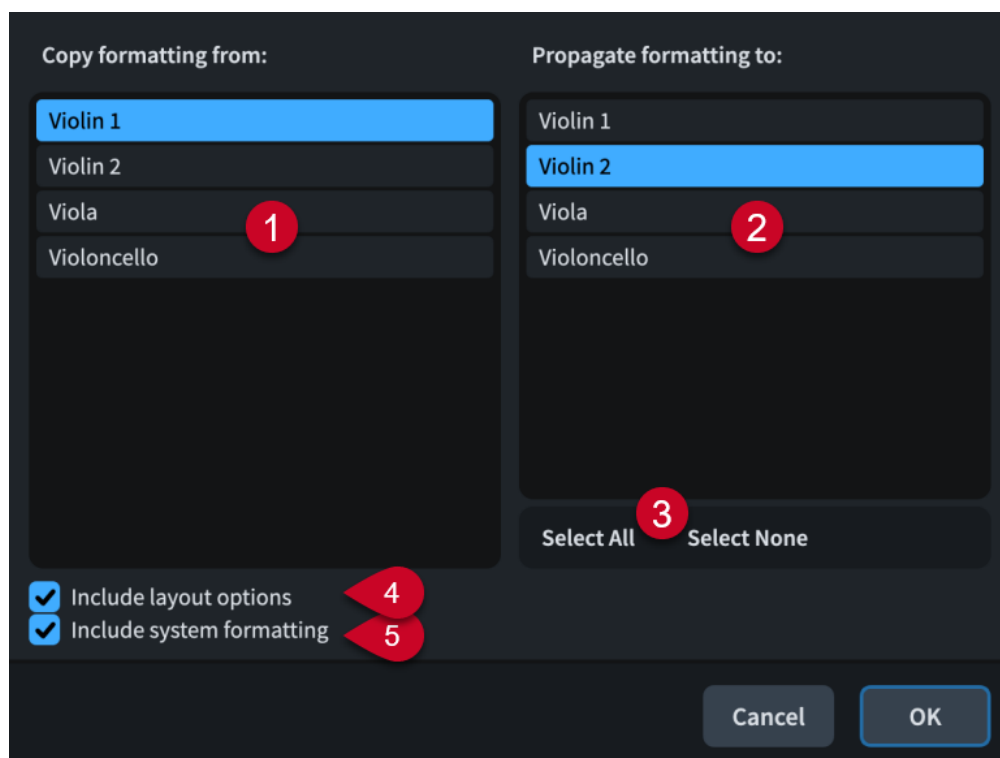 Copy formatting from:
Violin 1
Violin 2
Viola
Violoncello
1
Propagate formatting to:
Violin 1
Violin 2
Viola
Violoncello
2
Select All
3
Select None
Include layout options
4
Include system formatting
5
Cancel
OK